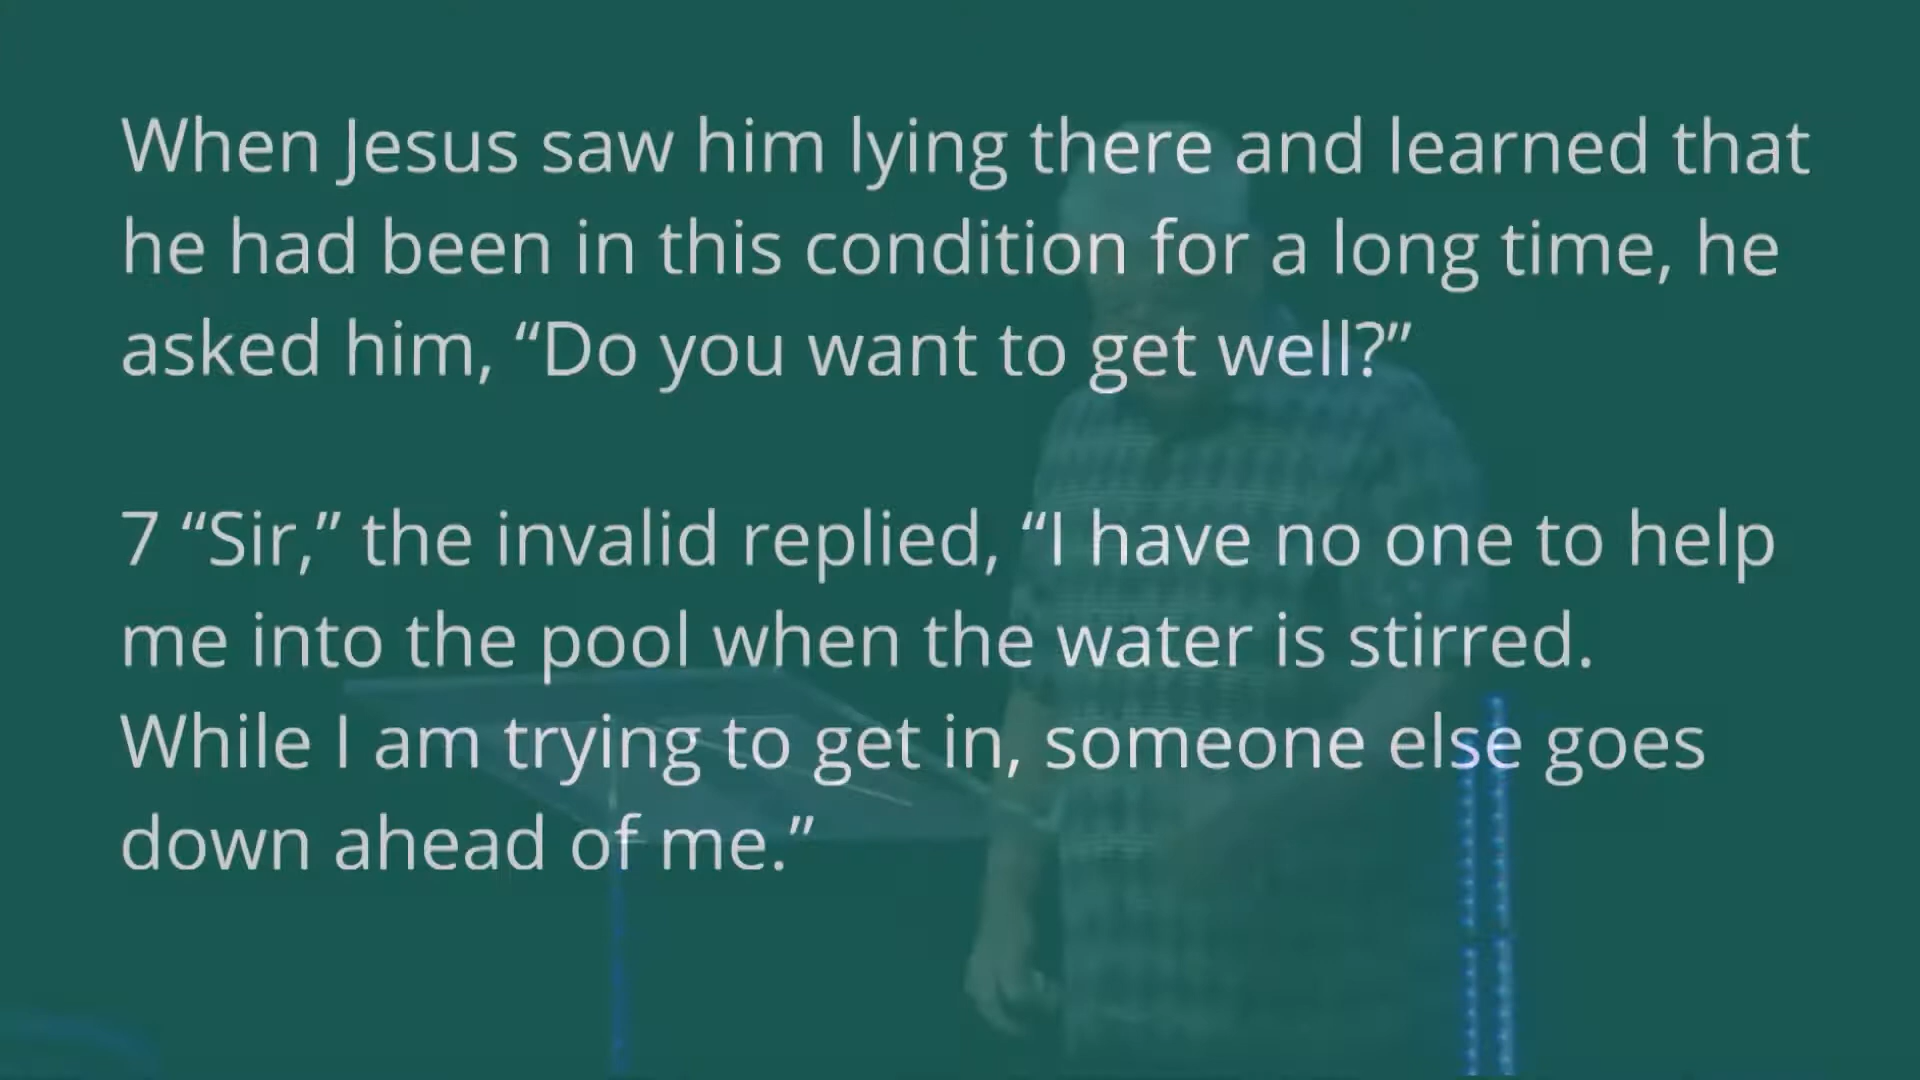 When Jesus saw him lying there and learned that
he had been in this condition for a long time, he
asked him, “Do you want to get well?”
7 “Sir,” the invalid replied, “I have no one to help
me into the pool when the water is stirred.
While I am trying to get in, someone else goes
down ahead of me.”